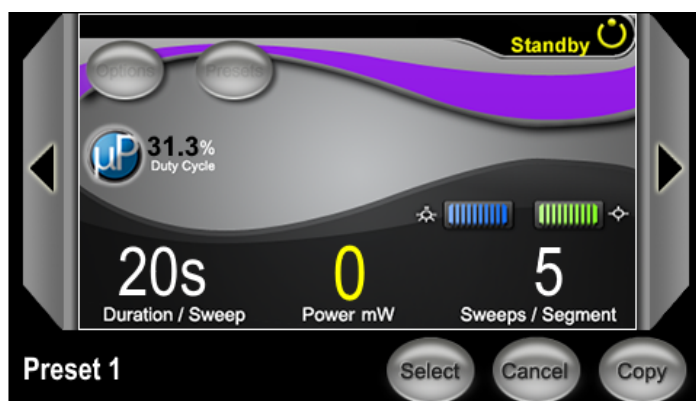 Standby
Options
Presets
µP
31.3%
Duty Cycle
20s
0
5
Duration / Sweep
Power mW
Sweeps / Segment
Preset 1
Select
Cancel
Copy